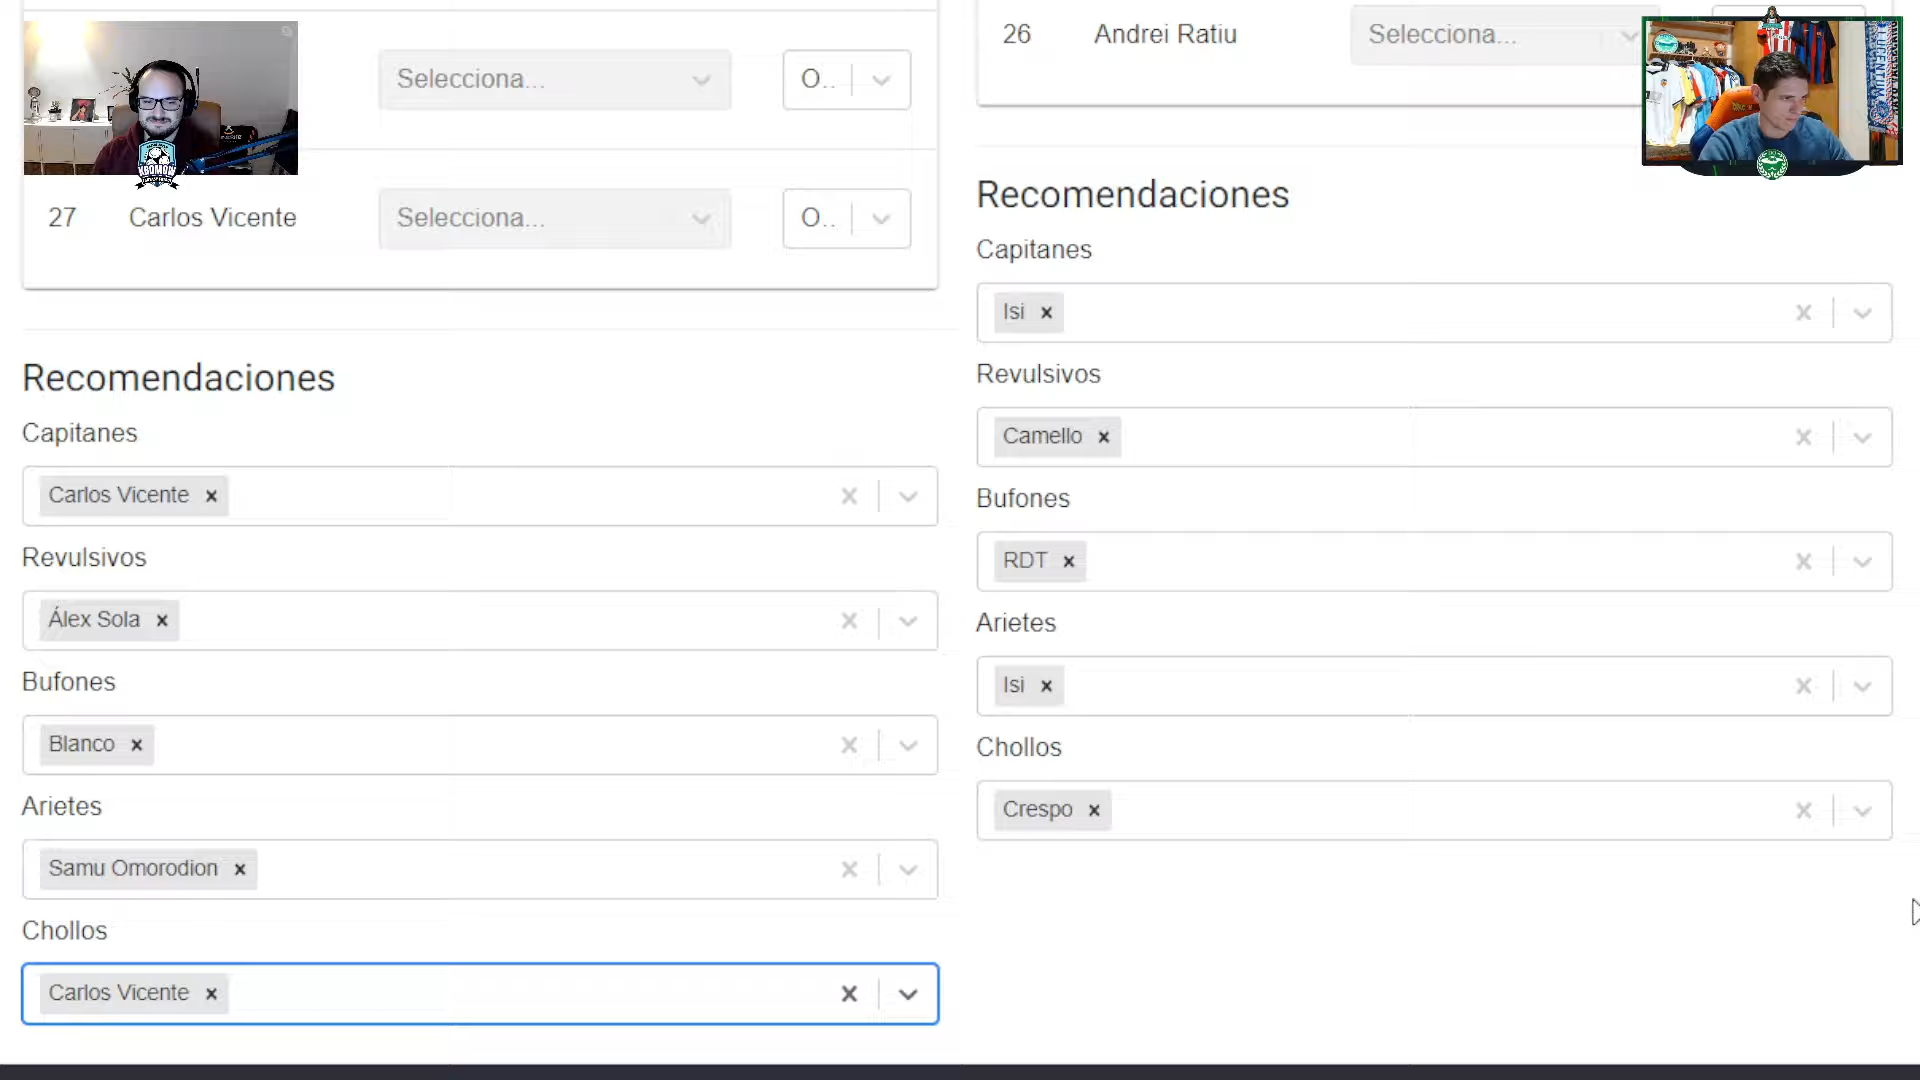 Selecciona...
O..
27 Carlos Vicente Selecciona... O..
Recomendaciones
Capitanes
Carlos Vicente
Revulsivos
Álex Sola
Bufones
Blanco
Arietes
Samu Omorodion
Chollos
Carlos Vicente
26 Andrei Ratiu Selecciona...
Recomendaciones
Capitanes
Isi
Revulsivos
Camello
Bufones
RDT
Arietes
Isi
Chollos
Crespo